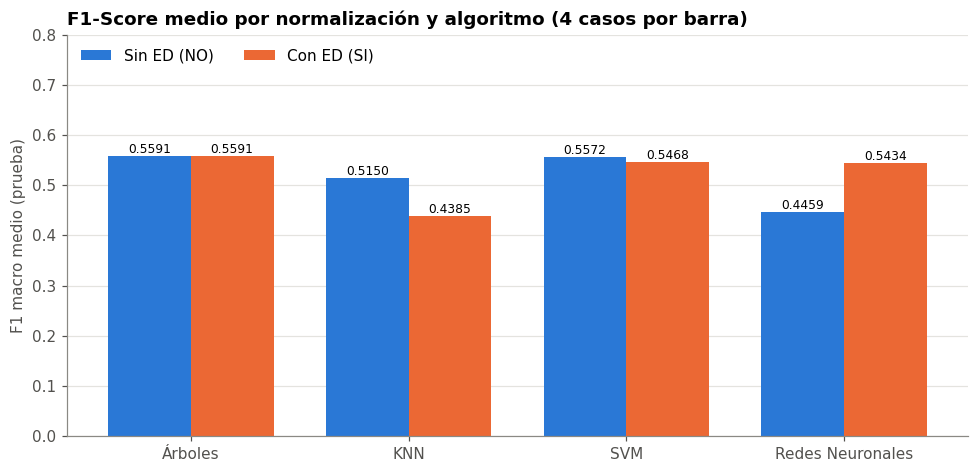 F1-Score medio por normalización y algoritmo (4 casos por barra)
Sin ED (NO)
Con ED (SI)
F1 macro medio (prueba)
0.8
0.7
0.6
0.5
0.4
0.3
0.2
0.1
0.0
0.5591
0.5591
0.5150
0.4385
0.5572
0.5468
0.4459
0.5434
Árboles
KNN
SVM
Redes Neuronales